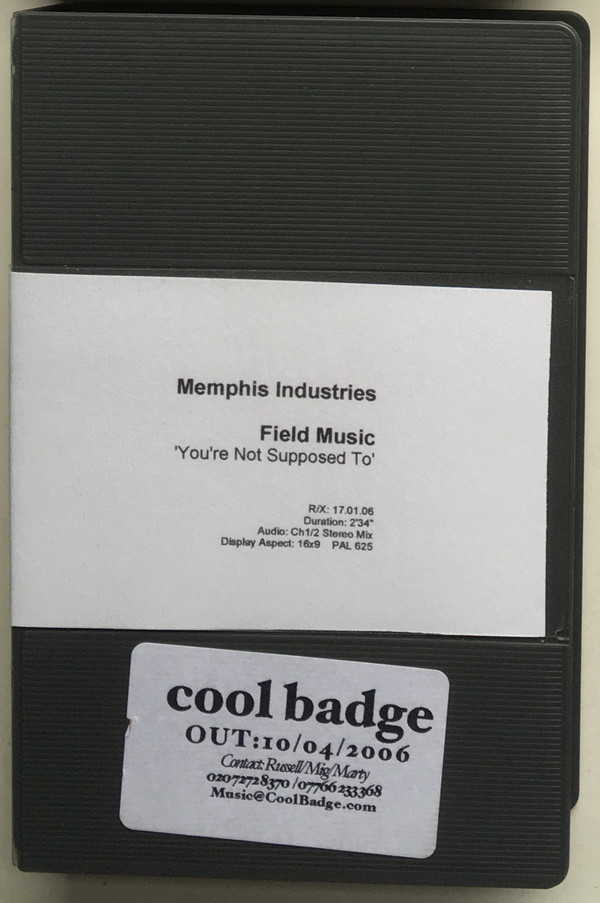 Memphis Industries
Field Music
'You're Not Supposed To'
R/X: 17.01.06
Duration: 2'34"
Audio: Ch1/2 Stereo Mix
Display Aspect: 16x9 PAL 625
cool badge
OUT:10/04/2006
Contact: Russell/Mig/Marty
02072728370 /07766233368
Music@CoolBadge.com